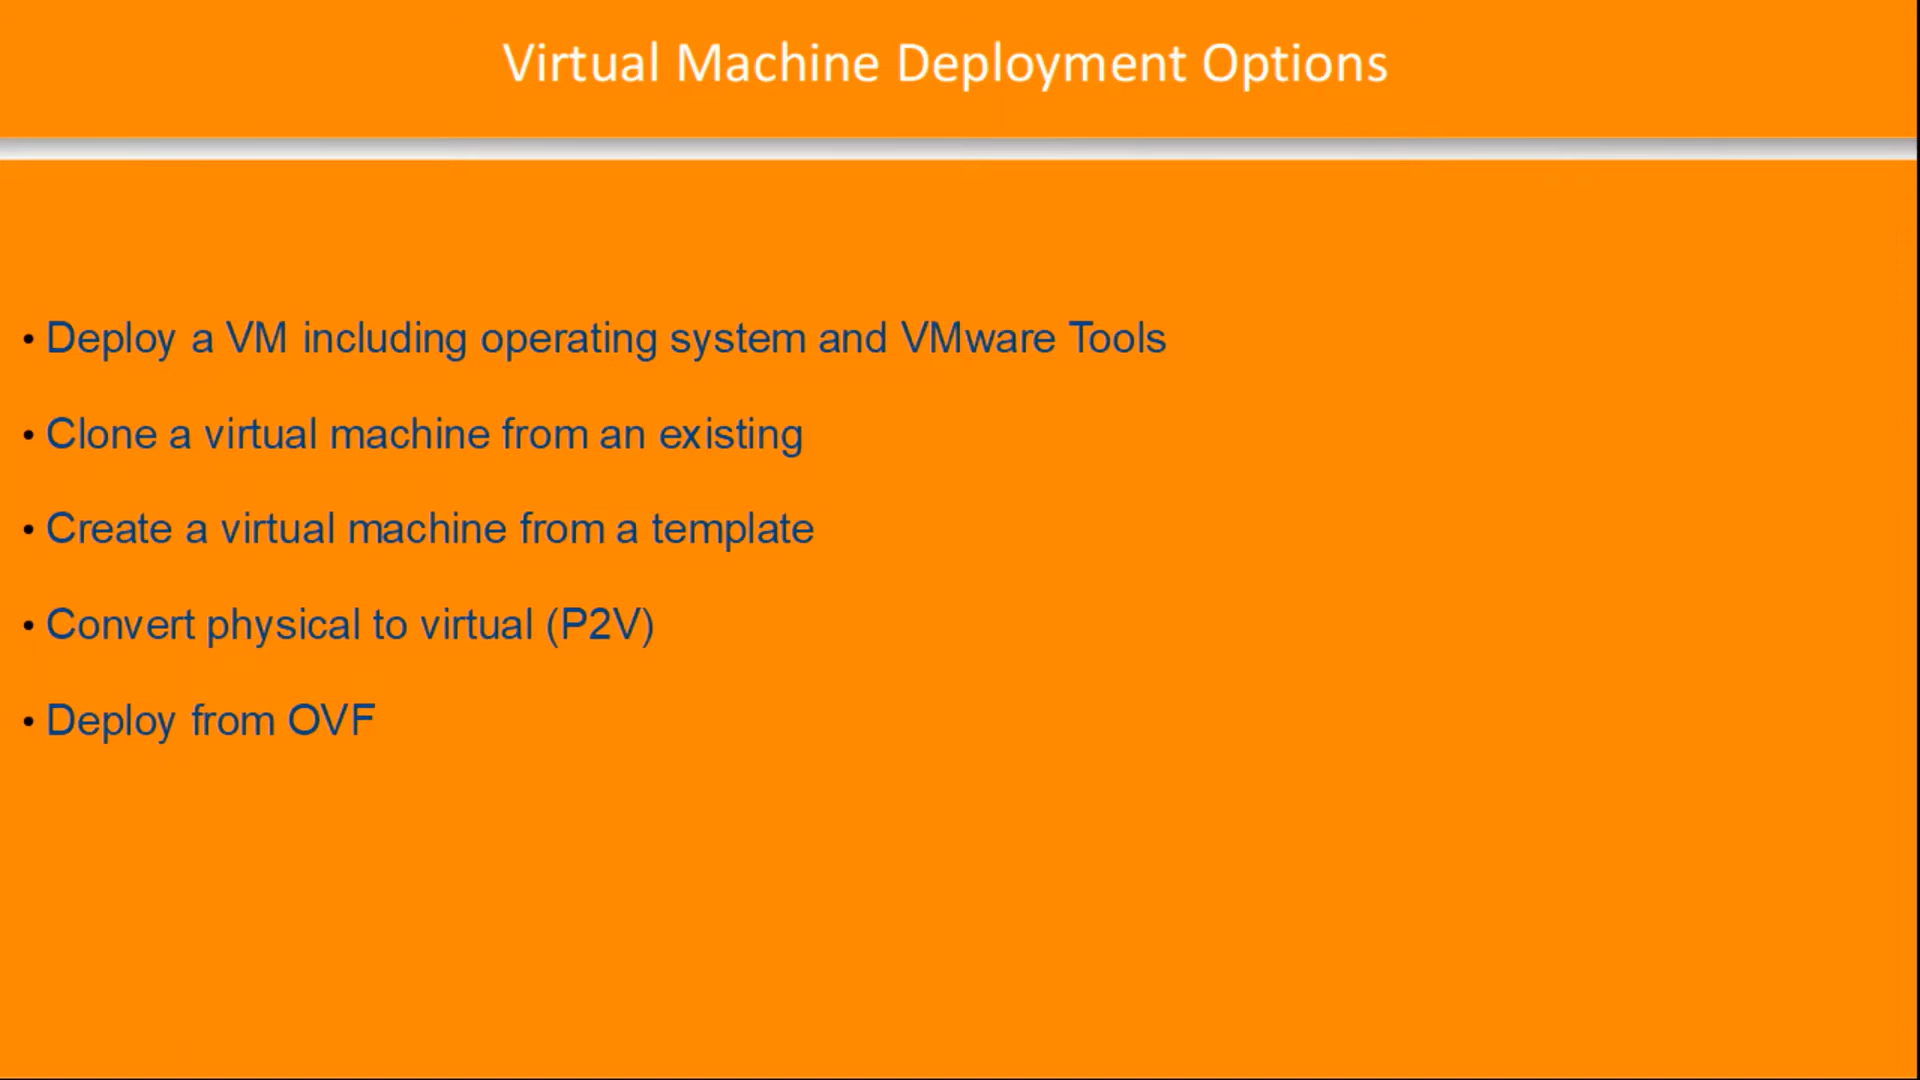 Virtual Machine Deployment Options
• Deploy a VM including operating system and VMware Tools
• Clone a virtual machine from an existing
• Create a virtual machine from a template
• Convert physical to virtual (P2V)
• Deploy from OVF